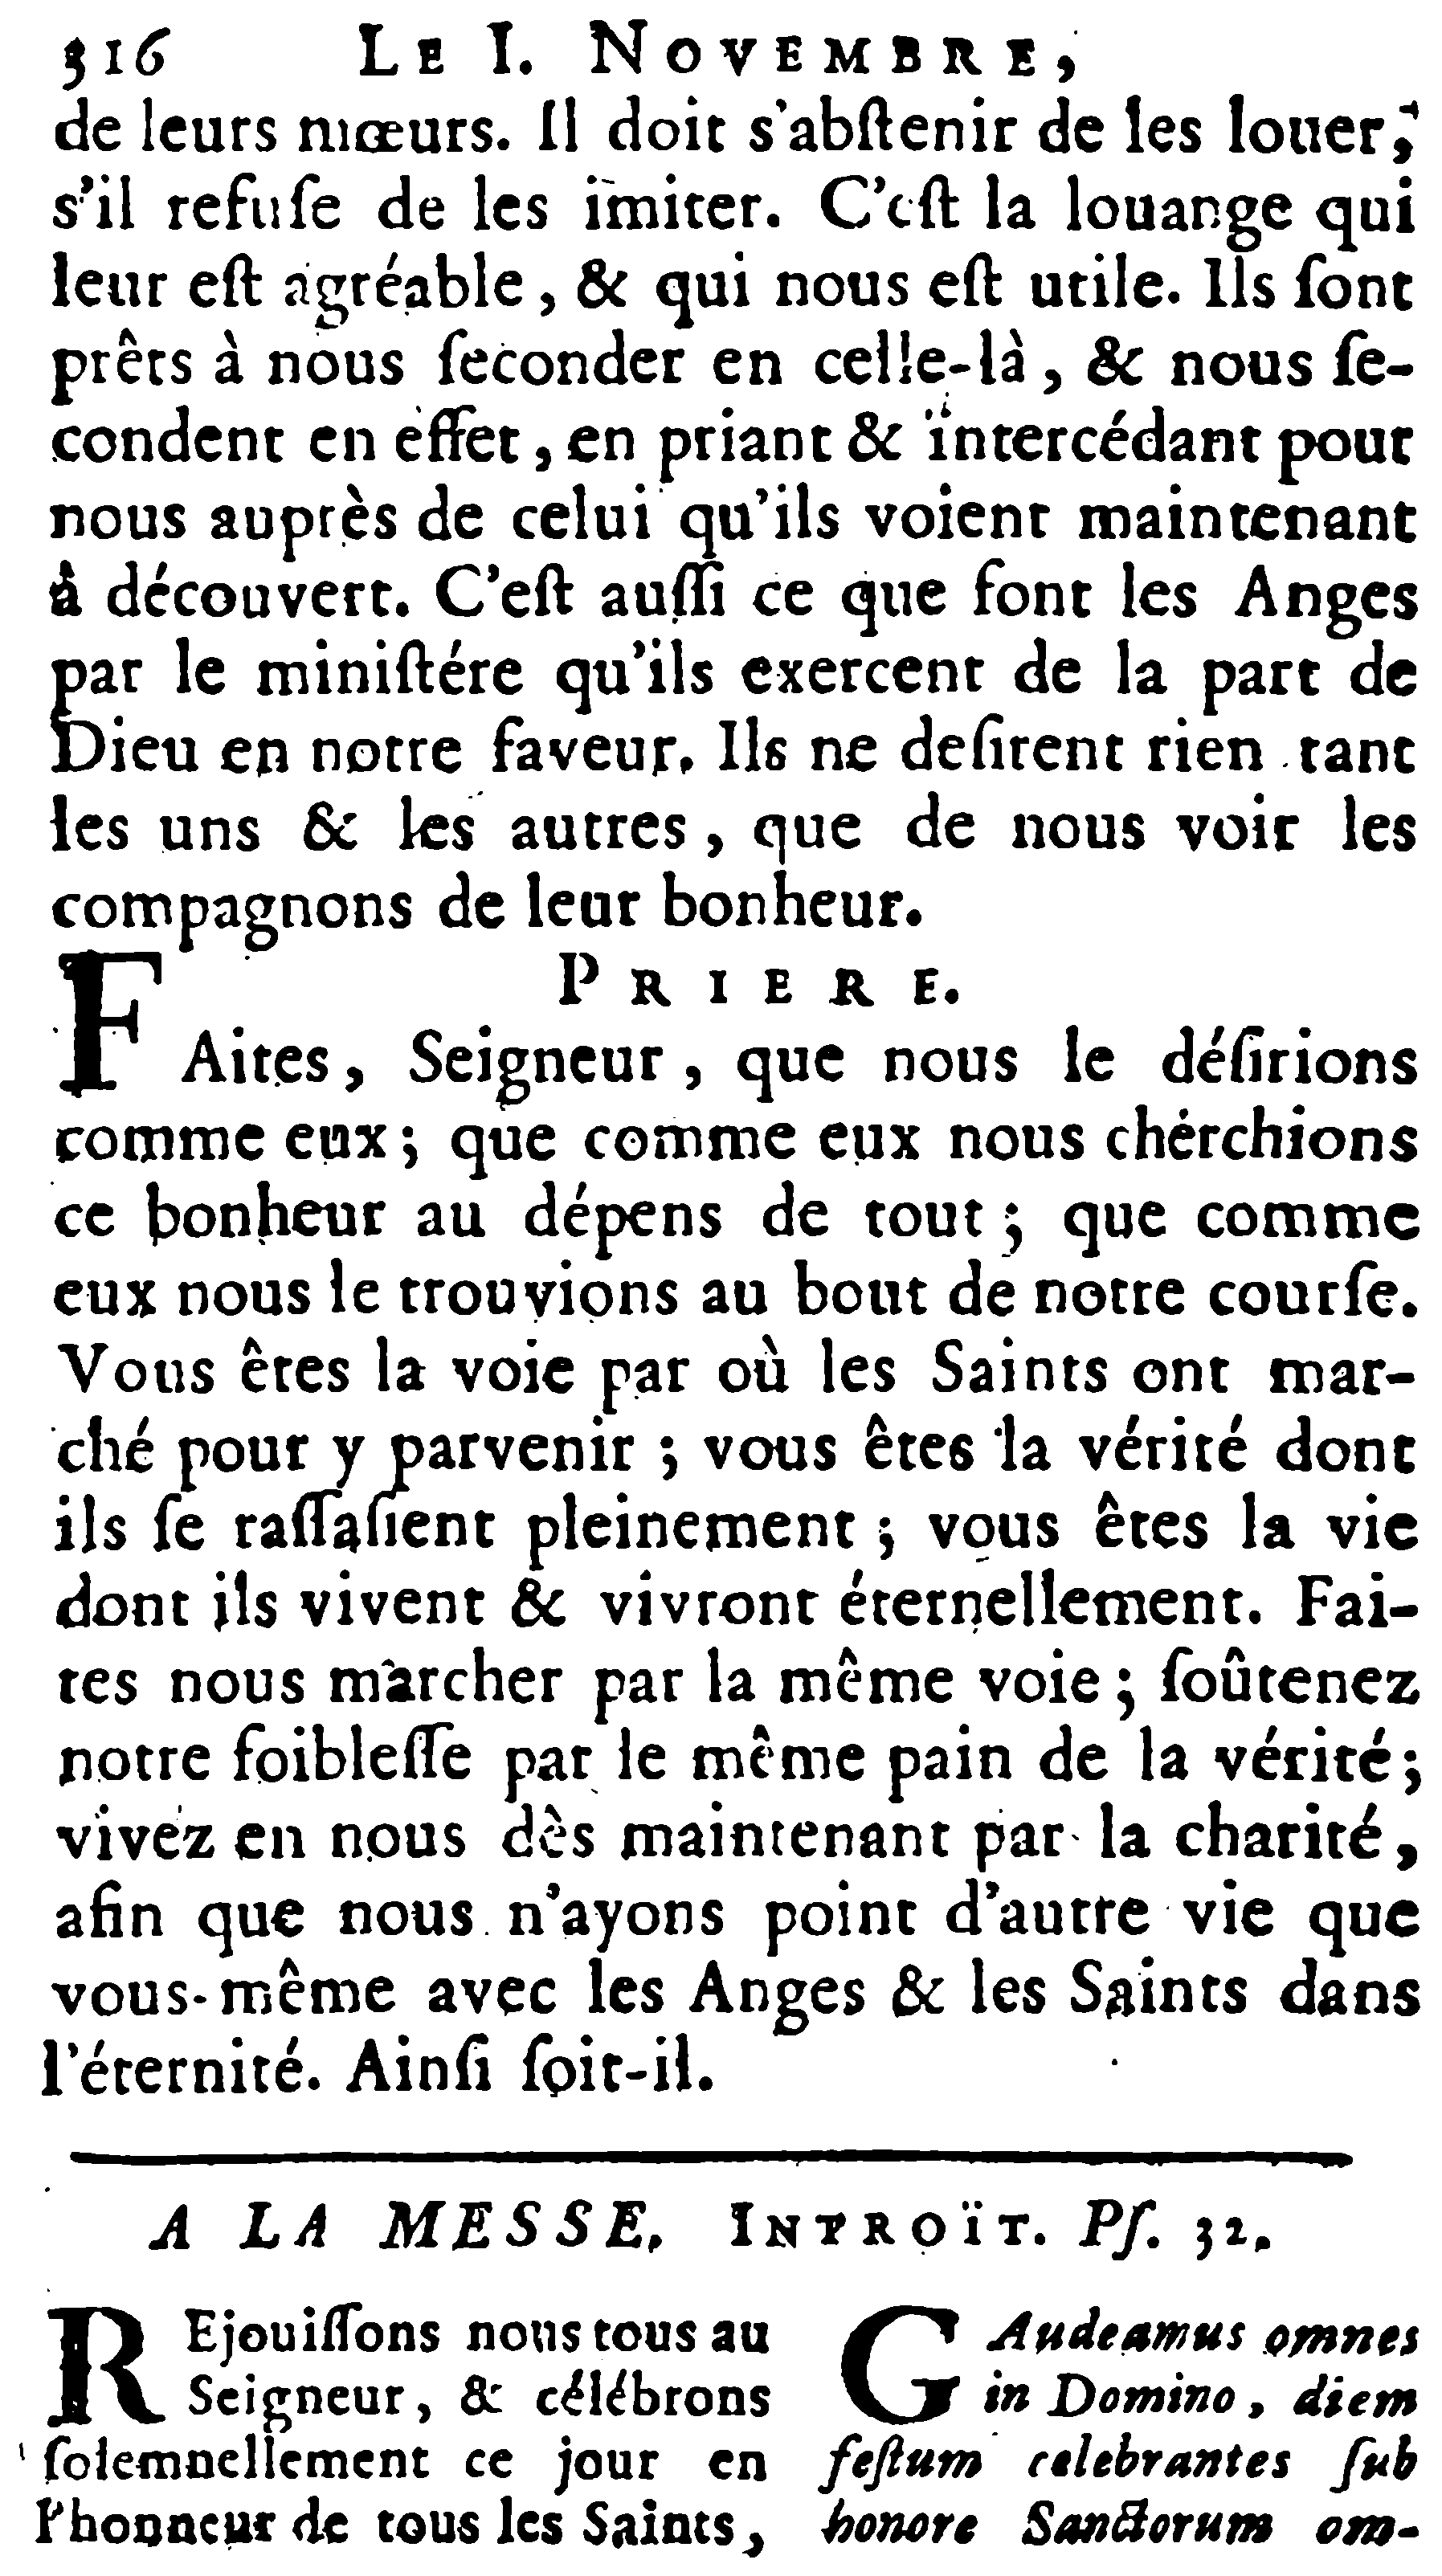 316 LE I. NOVEMBRE,
de leurs mœurs. Il doit s'abſtenir de les louer,
s'il refuſe de les imiter. C'eſt la louange qui
leur eſt agréable, & qui nous eſt utile. Ils ſont
prêts à nous ſeconder en celle-là, & nous ſe-
condent en effet, en priant & intercédant pour
nous auprès de celui qu'ils voient maintenant
à découvert. C'eſt auſſi ce que font les Anges
par le miniſtére qu'ils exercent de la part de
Dieu en notre faveur. Ils ne deſirent rien tant
les uns & les autres, que de nous voir les
compagnons de leur bonheur.
PRIERE.
FAites, Seigneur, que nous le déſirions
comme eux; que comme eux nous cherchions
ce bonheur au dépens de tout; que comme
eux nous le trouvions au bout de notre courſe.
Vous êtes la voie par où les Saints ont mar-
ché pour y parvenir; vous êtes la vérité dont
ils ſe raſſaſient pleinement; vous êtes la vie
dont ils vivent & vivront éternellement. Fai-
tes nous marcher par la même voie; ſoûtenez
notre foibleſſe par le même pain de la vérité;
vivez en nous dès maintenant par la charité,
afin que nous n'ayons point d'autre vie que
vous-même avec les Anges & les Saints dans
l'éternité. Ainſi ſoit-il.
A LA MESSE, INTROÏT. Pſ. 32.
REjouiſſons nous tous au
Seigneur, & célébrons
ſolemnellement ce jour en
l'honneur de tous les Saints,
GAudeamus omnes
in Domino, diem
feſtum celebrantes ſub
honore Sanctorum om-